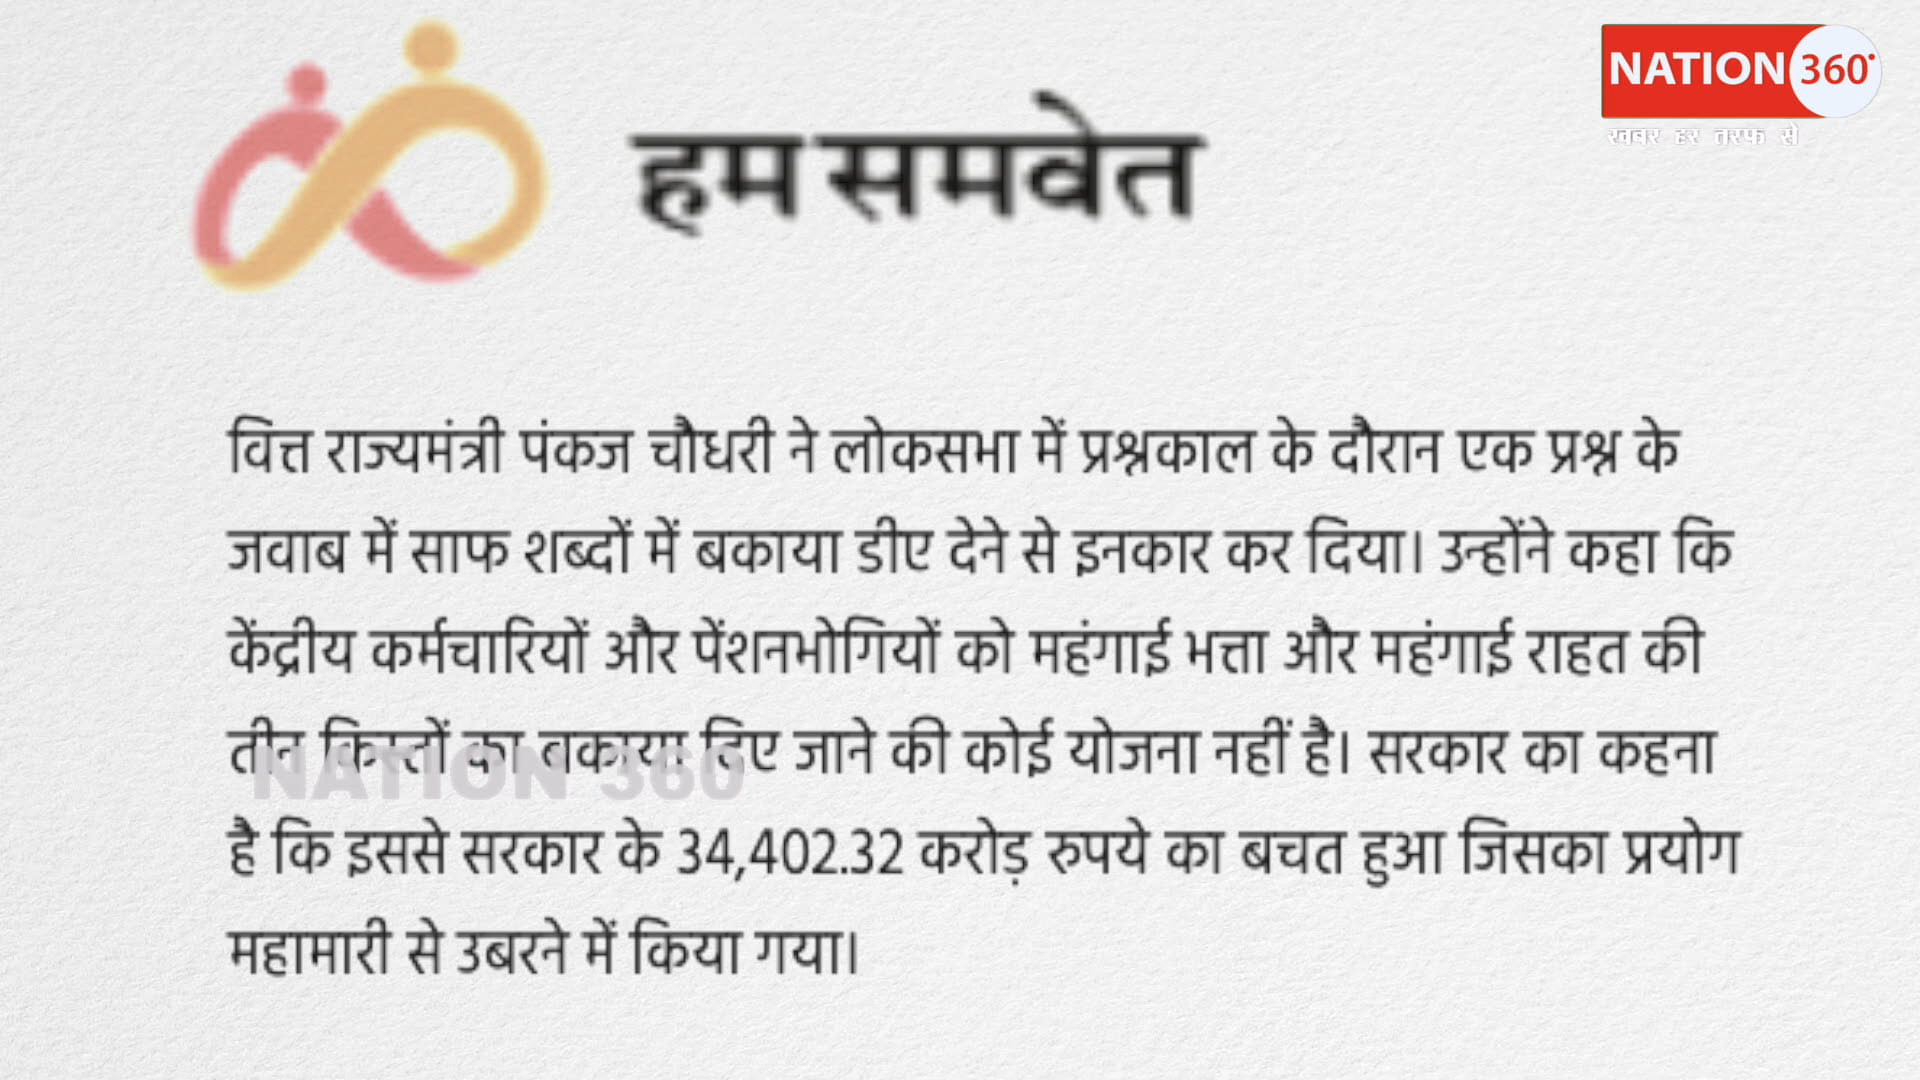 NATION 360°
खबर हर तरफ से
हम समवेत
वित्त राज्यमंत्री पंकज चौधरी ने लोकसभा में प्रश्नकाल के दौरान एक प्रश्न के
जवाब में साफ शब्दों में बकाया डीए देने से इनकार कर दिया। उन्होंने कहा कि
केंद्रीय कर्मचारियों और पेंशनभोगियों को महंगाई भत्ता और महंगाई राहत की
तीन किस्तों का बकाया दिए जाने की कोई योजना नहीं है। सरकार का कहना
NATION 360
है कि इससे सरकार के 34,402.32 करोड़ रुपये का बचत हुआ जिसका प्रयोग
महामारी से उबरने में किया गया।